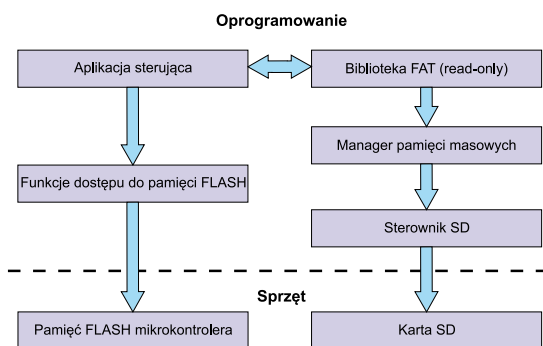 Oprogramowanie
Aplikacja sterująca
Biblioteka FAT (read-only)
Manager pamięci masowych
Funkcje dostępu do pamięci FLASH
Sterownik SD
Sprzęt
Pamięć FLASH mikrokontrolera
Karta SD